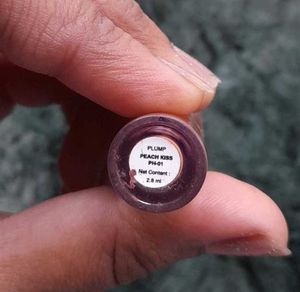 PLUMP
PEACH KISS
PH-01
Net Content :
2.8 ml